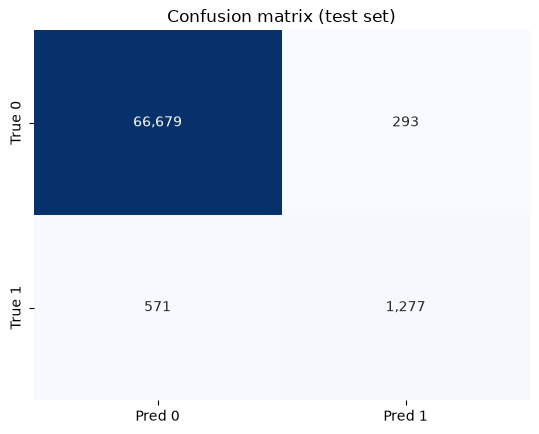 Confusion matrix (test set)
True 0
66,679
293
True 1
571
1,277
Pred 0
Pred 1